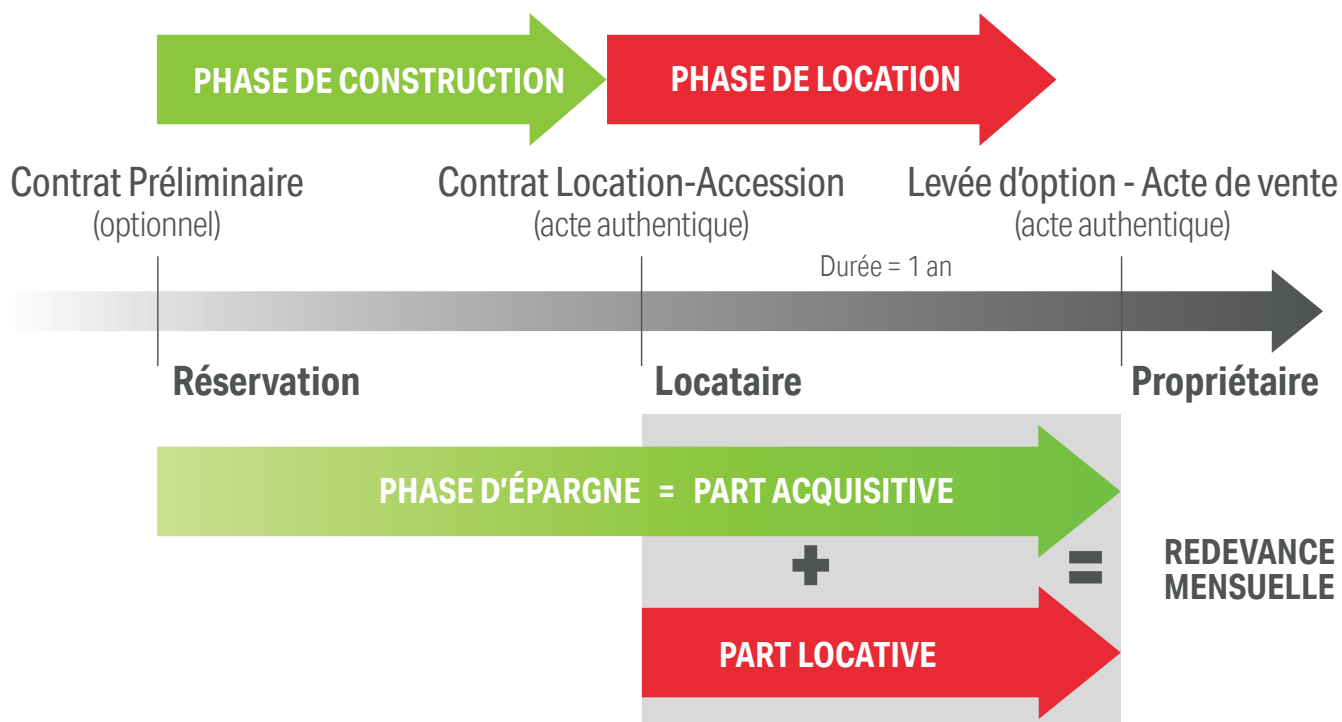 PHASE DE CONSTRUCTION
PHASE DE LOCATION
Contrat Préliminaire
(optionnel)
Contrat Location-Accession
(acte authentique)
Levée d'option - Acte de vente
(acte authentique)
Durée = 1 an
Réservation
Locataire
Propriétaire
PHASE D'ÉPARGNE = PART ACQUISITIVE
+
=
REDEVANCE
MENSUELLE
PART LOCATIVE